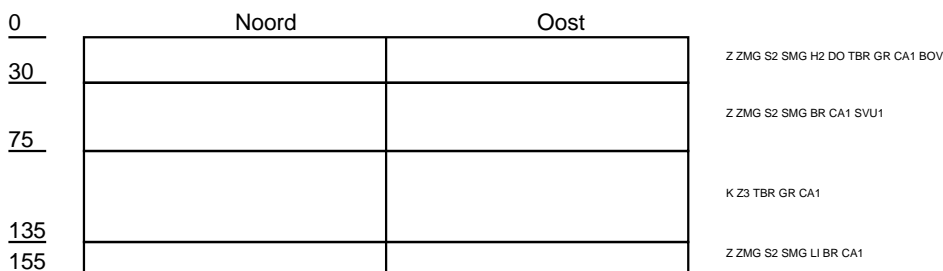 0 Noord Oost
Z ZMG S2 SMG H2 DO TBR GR CA1 BOV
30
Z ZMG S2 SMG BR CA1 SVU1
75
K Z3 TBR GR CA1
135
Z ZMG S2 SMG LI BR CA1
155